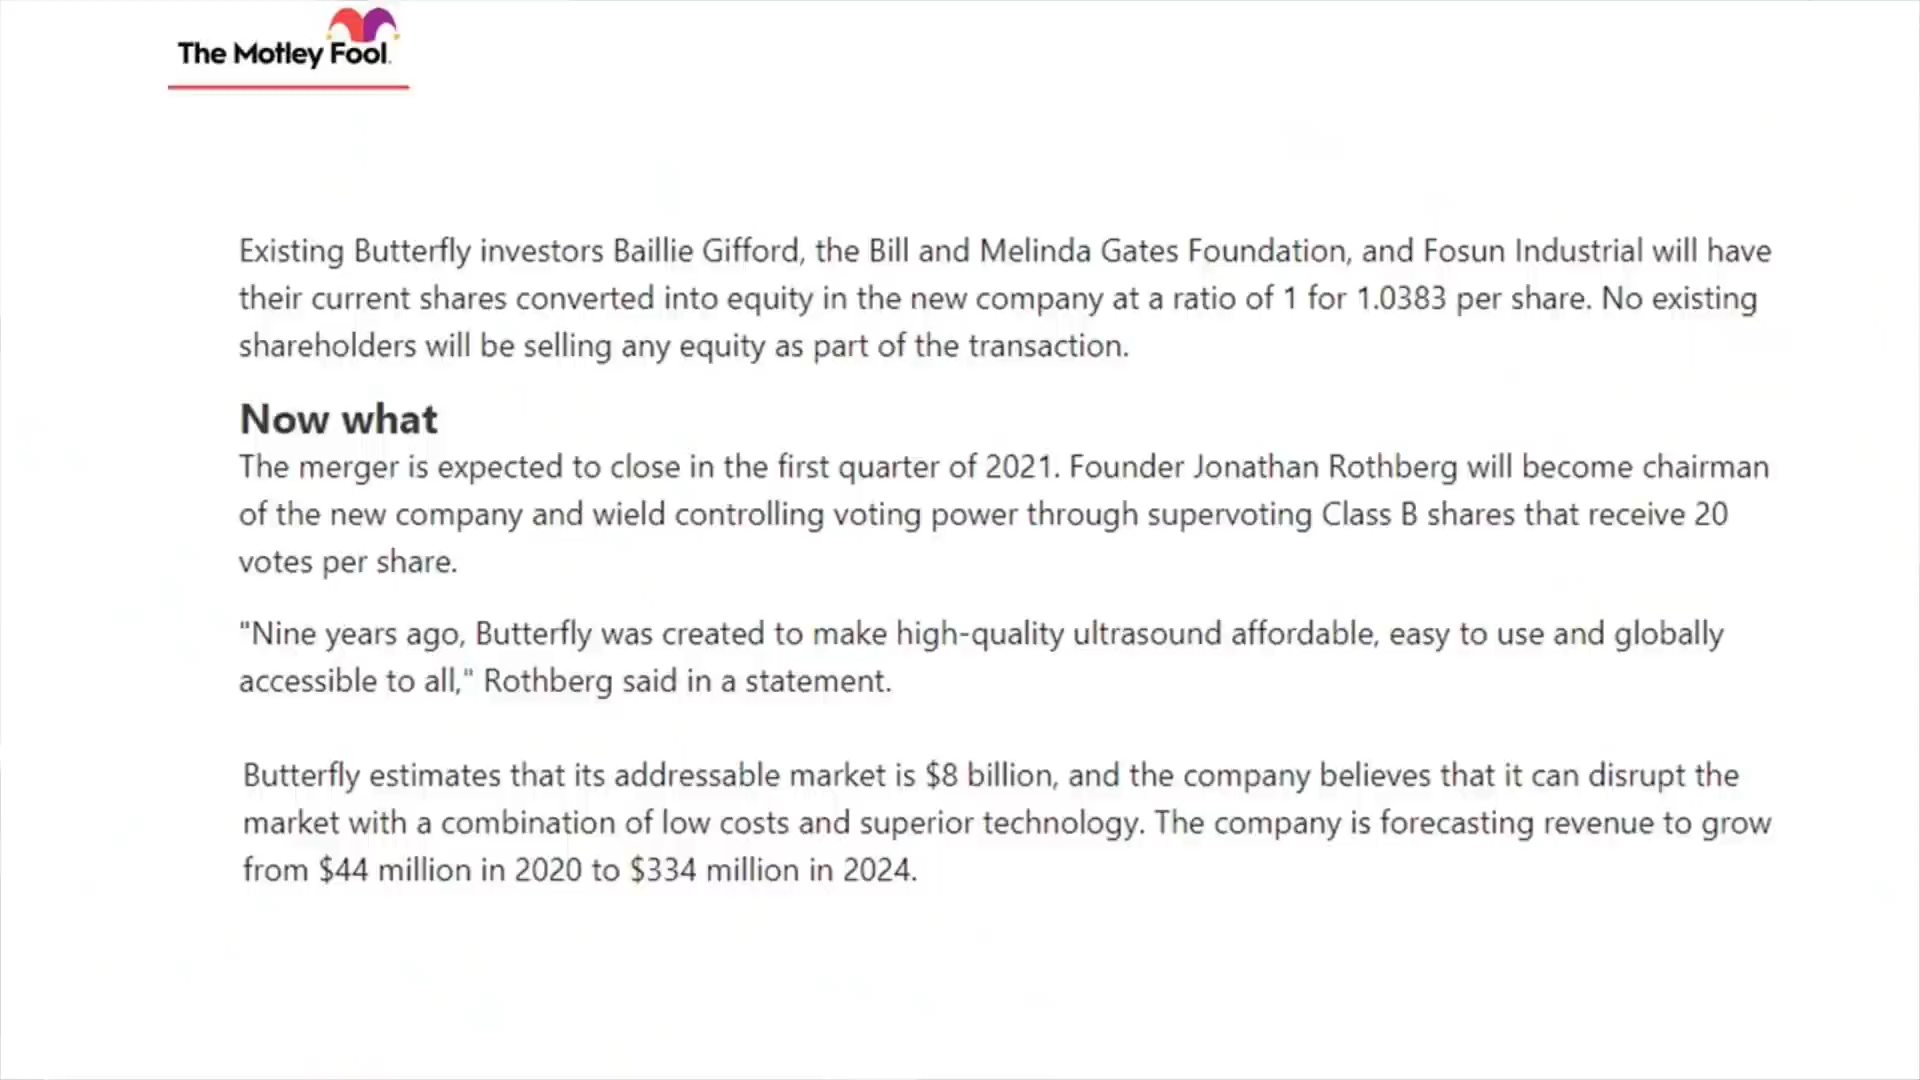 The Motley Fool.
Existing Butterfly investors Baillie Gifford, the Bill and Melinda Gates Foundation, and Fosun Industrial will have
their current shares converted into equity in the new company at a ratio of 1 for 1.0383 per share. No existing
shareholders will be selling any equity as part of the transaction.
Now what
The merger is expected to close in the first quarter of 2021. Founder Jonathan Rothberg will become chairman
of the new company and wield controlling voting power through supervoting Class B shares that receive 20
votes per share.
"Nine years ago, Butterfly was created to make high-quality ultrasound affordable, easy to use and globally
accessible to all," Rothberg said in a statement.
Butterfly estimates that its addressable market is $8 billion, and the company believes that it can disrupt the
market with a combination of low costs and superior technology. The company is forecasting revenue to grow
from $44 million in 2020 to $334 million in 2024.